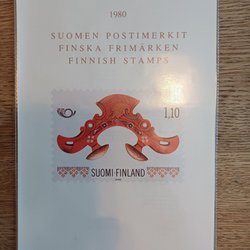 1980
SUOMEN POSTIMERKIT
FINSKA FRIMÄRKEN
FINNISH STAMPS
1,10
SUOMI-FINLAND